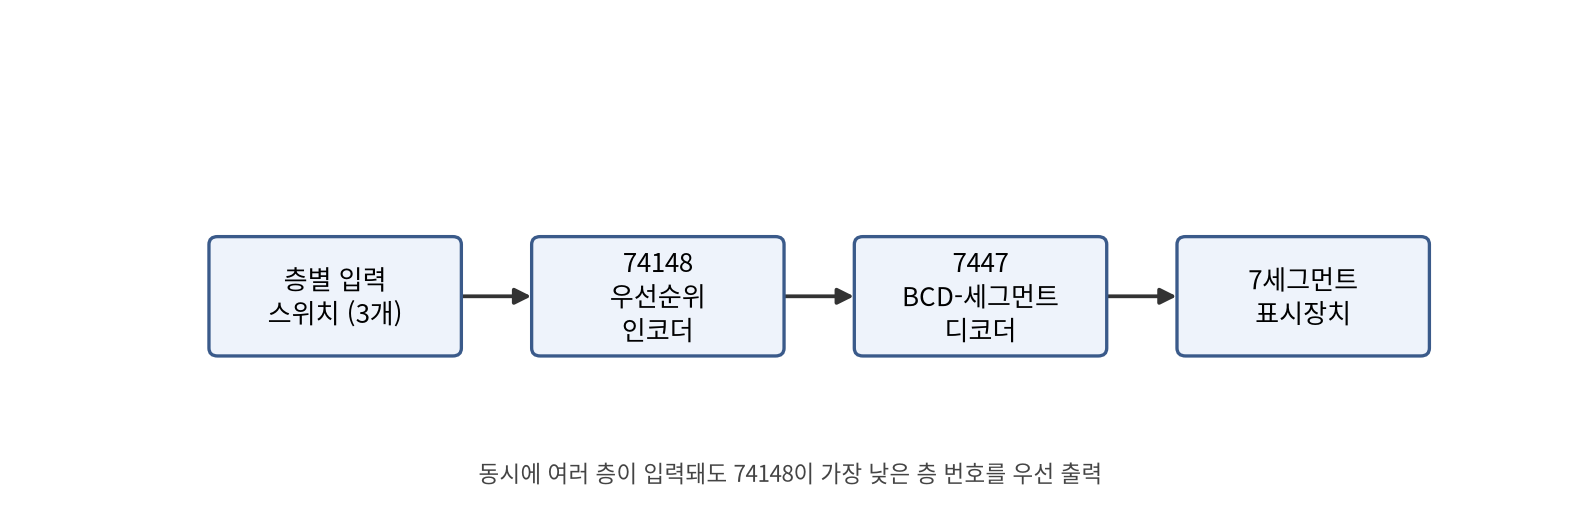 층별 입력
스위치 (3개)
74148
우선순위
인코더
7447
BCD-세그먼트
디코더
7세그먼트
표시장치
동시에 여러 층이 입력돼도 74148이 가장 낮은 층 번호를 우선 출력